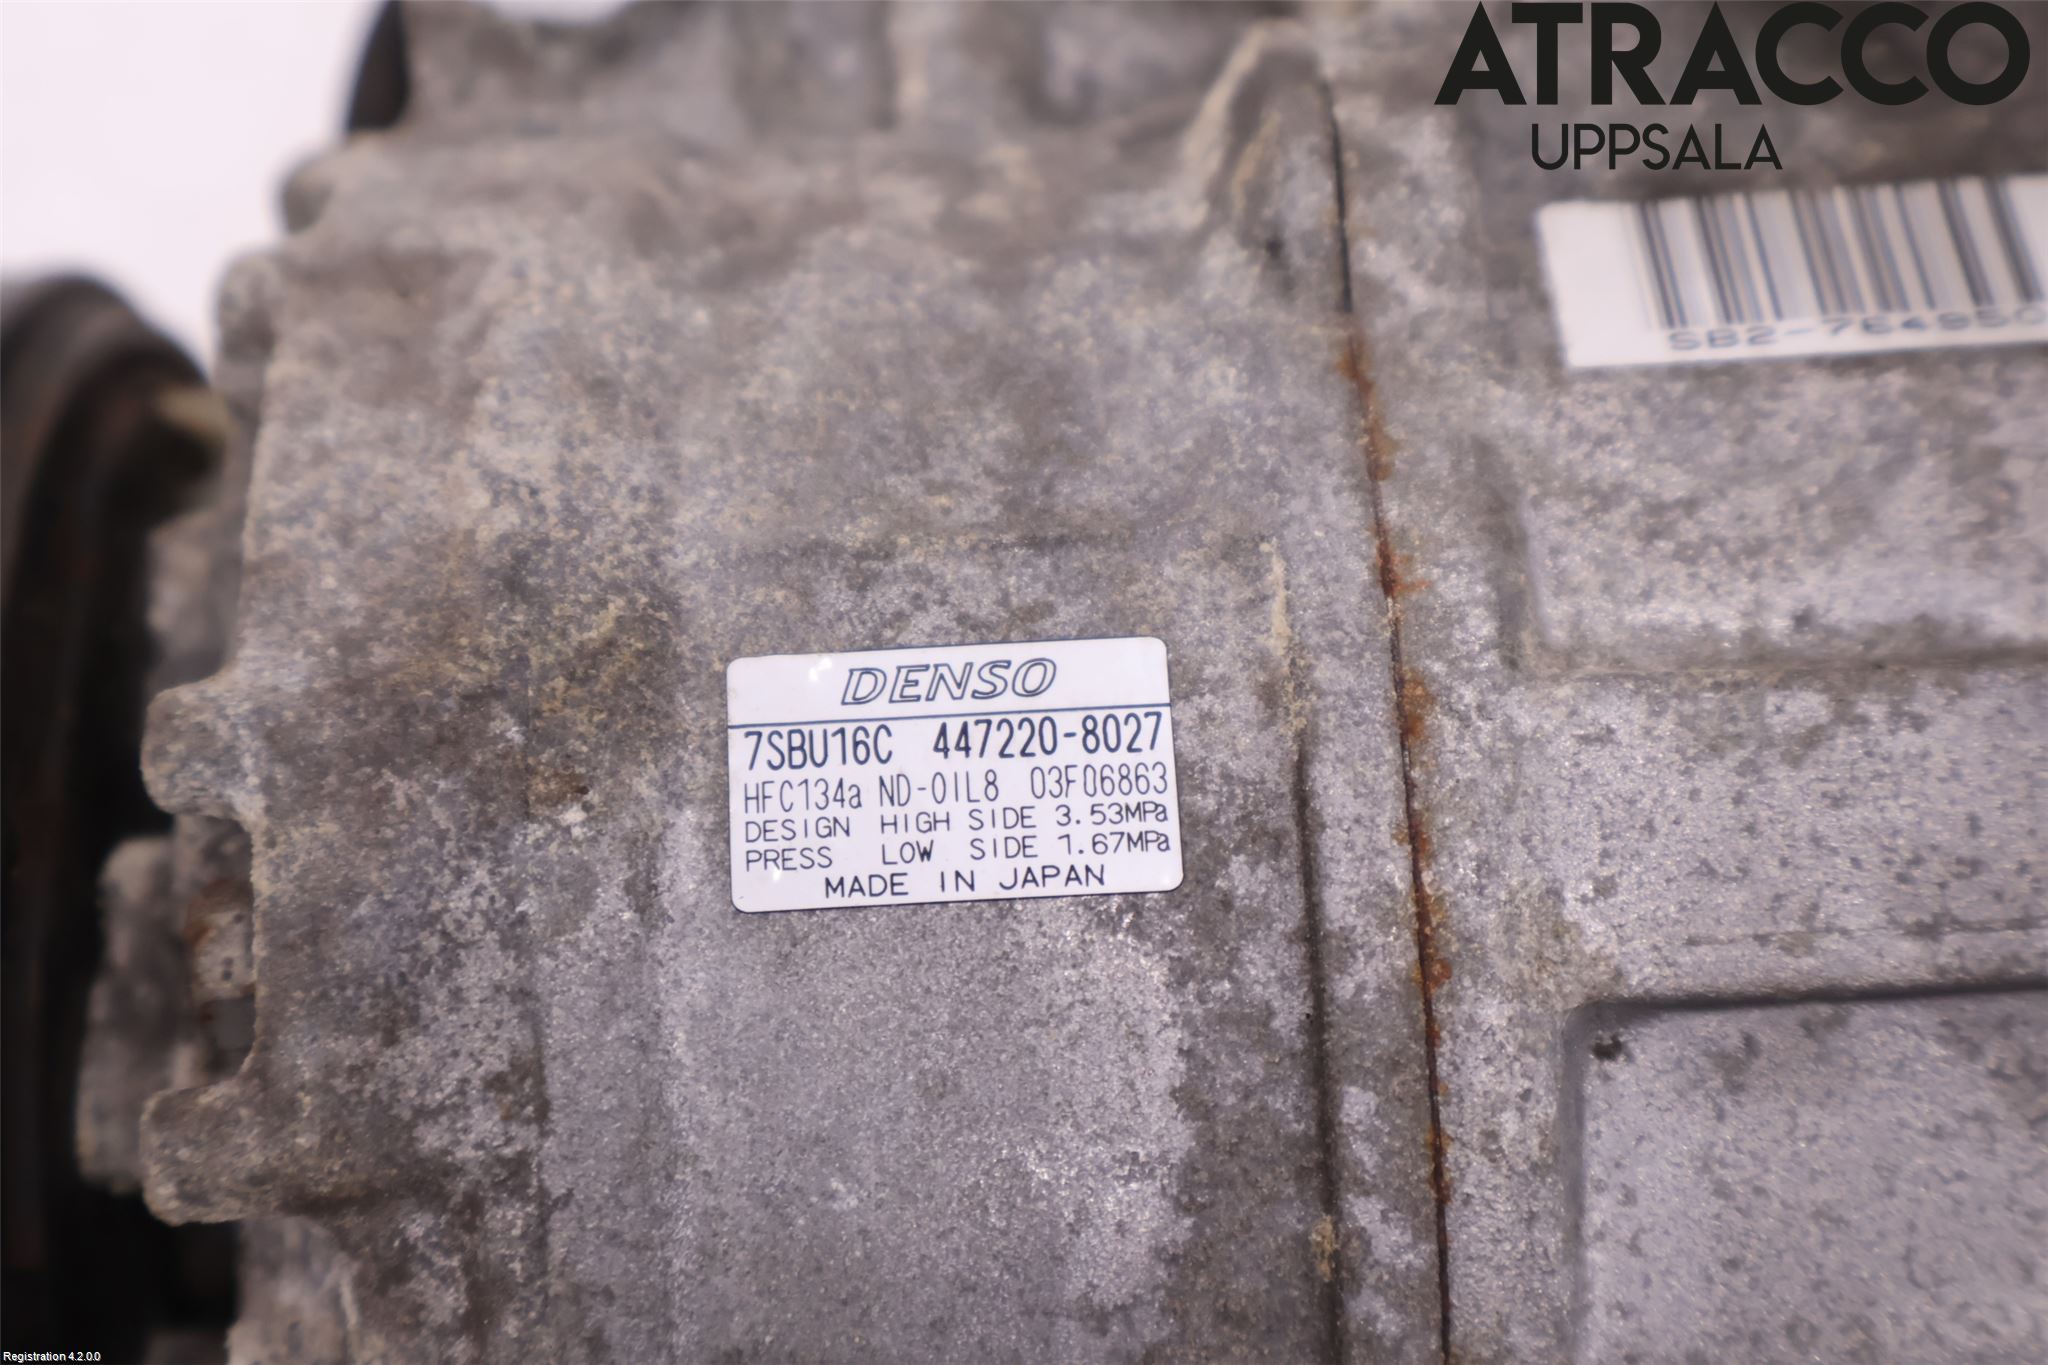 ATRACCO
UPPSALA
SB2-764950
DENSO
7SBU16C 447220-8027
HFC134a ND-OIL8 03F06863
DESIGN HIGH SIDE 3.53MPa
PRESS LOW SIDE 1.67MPa
MADE IN JAPAN
Registration 4.2.0.0